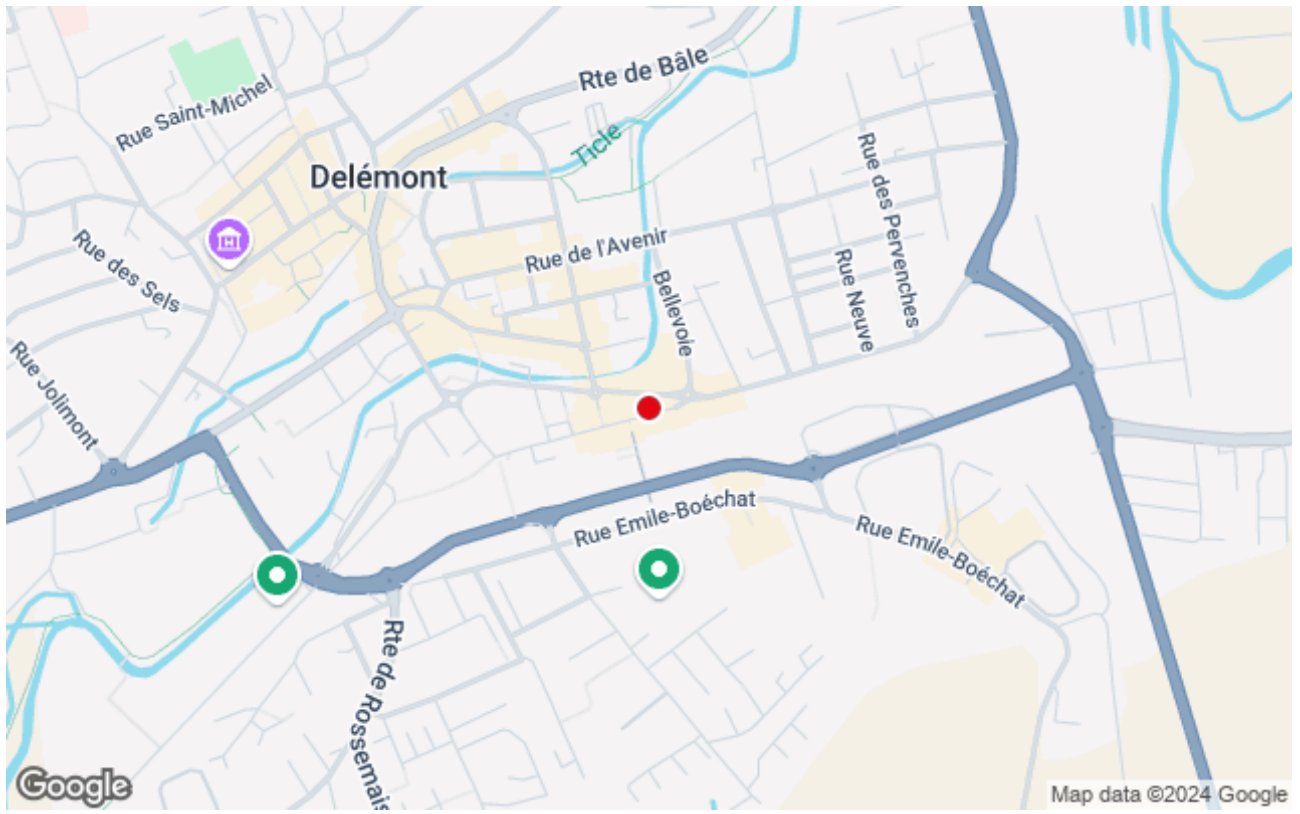 Rte de Bâle
Rue Saint-Michel
Ticle
Delémont
Rue des Pervenches
Rue de l'Avenir
Rue des Sels
Bellevoie
Rue Neuve
Rue Jolimont
Rue Emile-Boéchat
Rue Emile-Boéchat
Rte de Rossemais
Google
Map data ©2024 Google